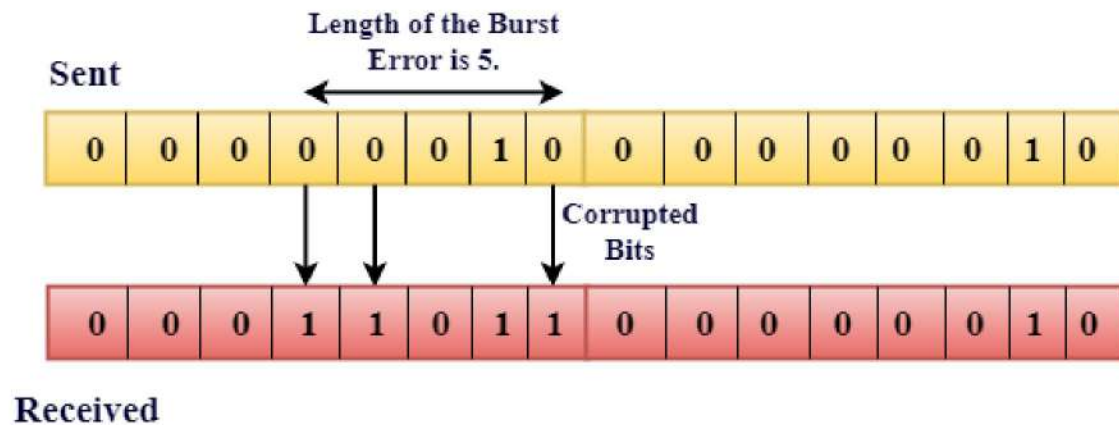 Length of the Burst
Error is 5.
Sent
0 0 0 0 0 0 1 0 0 0 0 0 0 0 1 0
Corrupted
Bits
0 0 0 1 1 0 1 1 0 0 0 0 0 0 1 0
Received